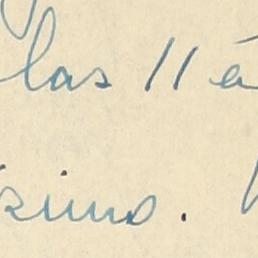 las 11 á
ximo.